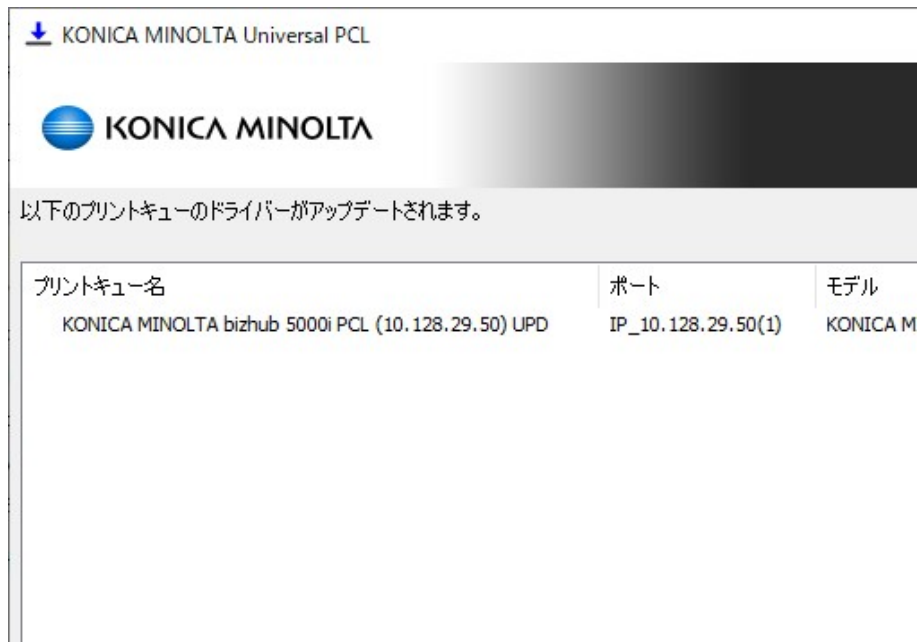 KONICA MINOLTA Universal PCL
KONICA MINOLTA
以下のプリントキューのドライバーがアップデートされます。
プリントキュー名 ポート モデル
KONICA MINOLTA bizhub 5000i PCL (10.128.29.50) UPD IP_10.128.29.50(1) KONICA M